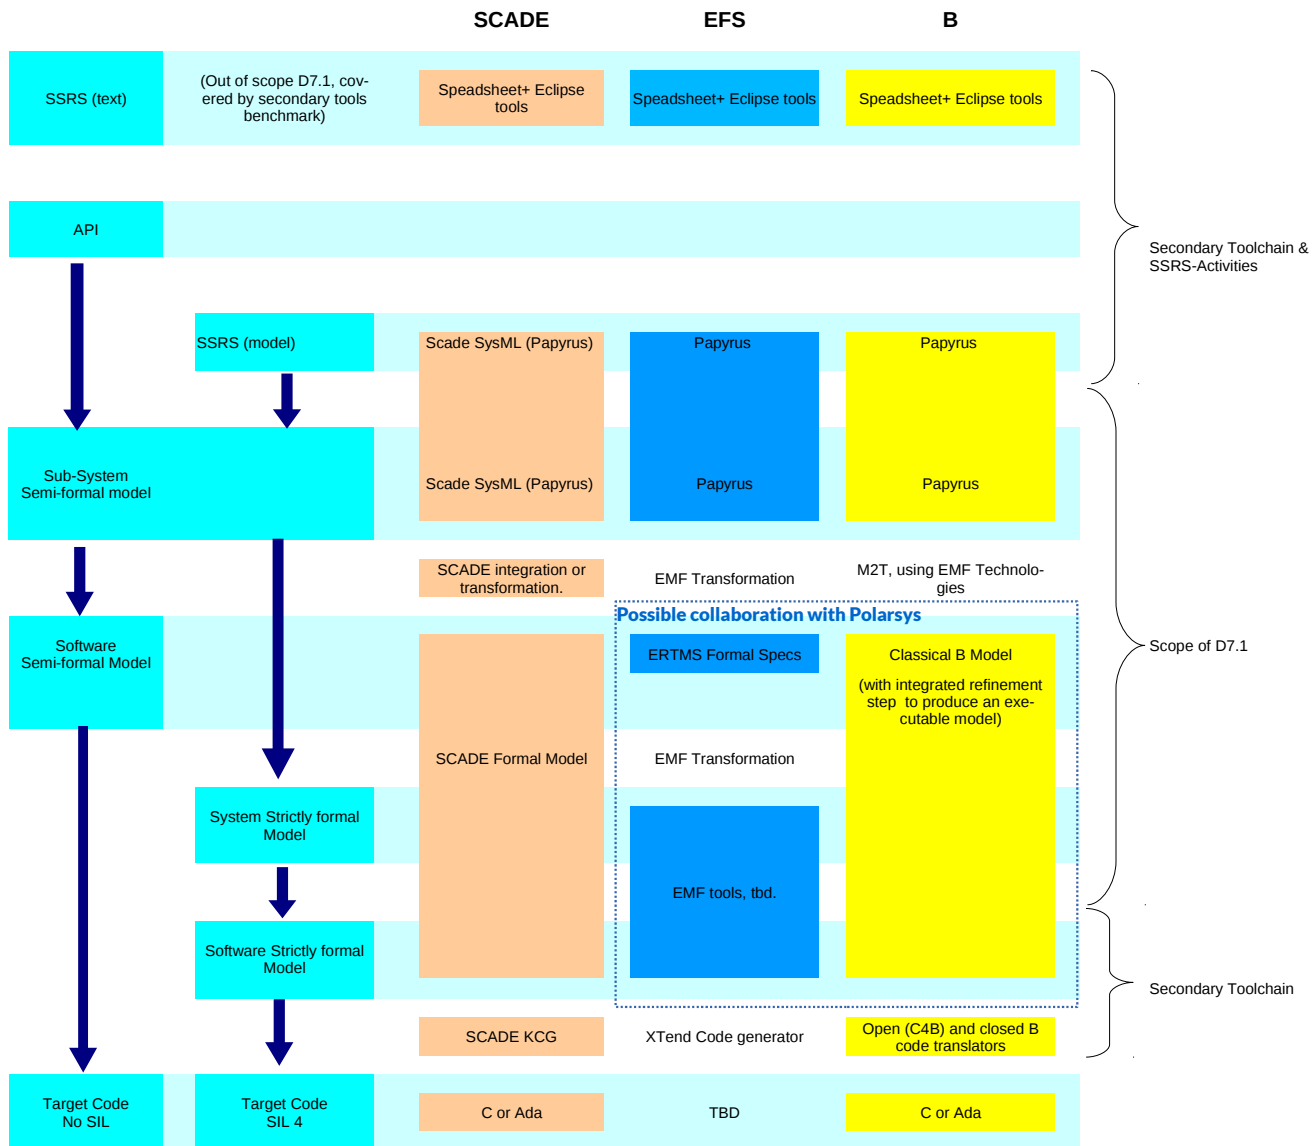 SCADE
EFS
B
SSRS (text)
(Out of scope D7.1, cov-
ered by secondary tools
benchmark)
Speadsheet+ Eclipse
tools
Speadsheet+ Eclipse tools
Speadsheet+ Eclipse tools
API
Secondary Toolchain &
SSRS-Activities
SSRS (model)
Scade SysML (Papyrus)
Papyrus
Papyrus
Sub-System
Semi-formal model
Scade SysML (Papyrus)
Papyrus
Papyrus
SCADE integration or
transformation.
EMF Transformation
M2T, using EMF Technolo-
gies
Possible collaboration with Polarsys
Software
Semi-formal Model
ERTMS Formal Specs
Classical B Model
(with integrated refinement
step to produce an exe-
cutable model)
Scope of D7.1
SCADE Formal Model
EMF Transformation
System Strictly formal
Model
EMF tools, tbd.
Software Strictly formal
Model
Secondary Toolchain
SCADE KCG
XTend Code generator
Open (C4B) and closed B
code translators
Target Code
No SIL
Target Code
SIL 4
C or Ada
TBD
C or Ada